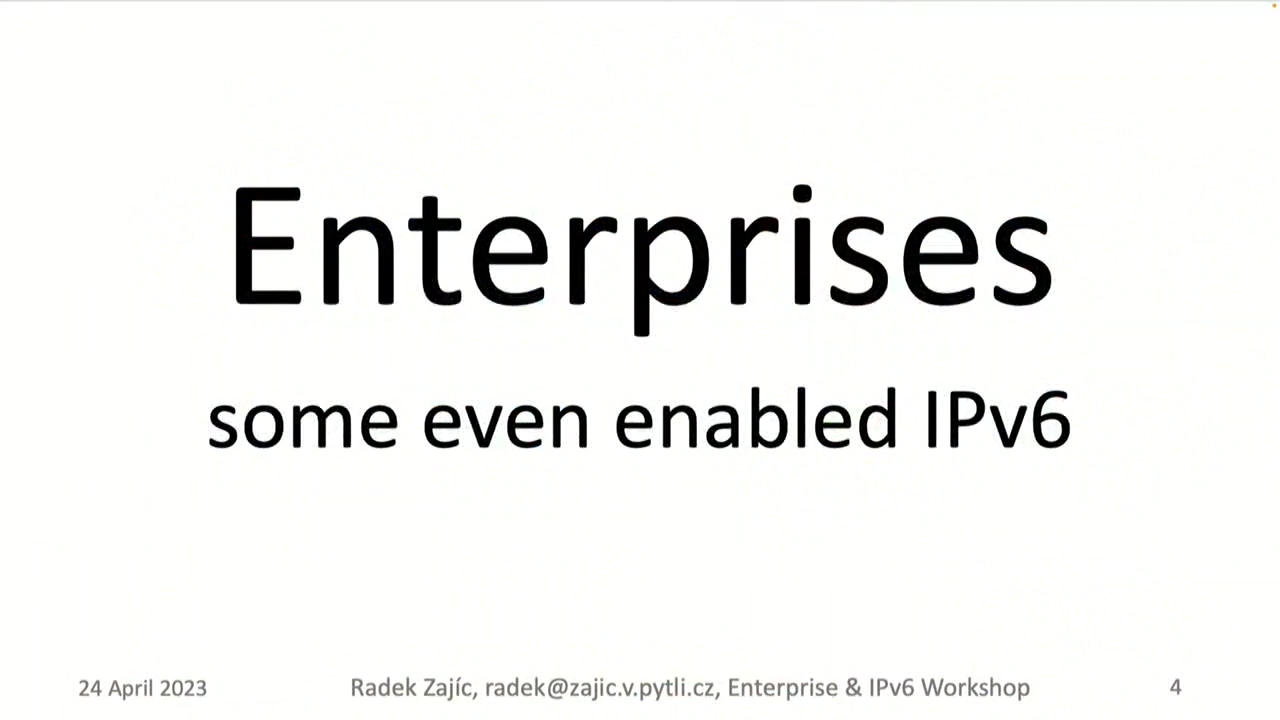 Enterprises
some even enabled IPv6
24 April 2023 Radek Zajíc, radek@zajic.v.pytli.cz, Enterprise & IPv6 Workshop 4